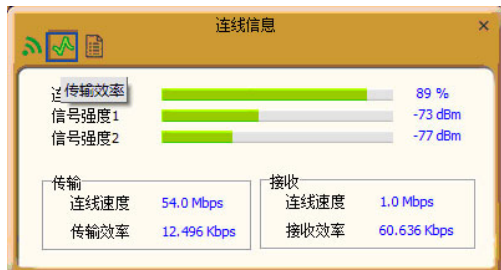 连线信息
×
传输效率
89 %
信号强度1
-73 dBm
信号强度2
-77 dBm
传输
连线速度 54.0 Mbps
传输效率 12.496 Kbps
接收
连线速度 1.0 Mbps
接收效率 60.636 Kbps